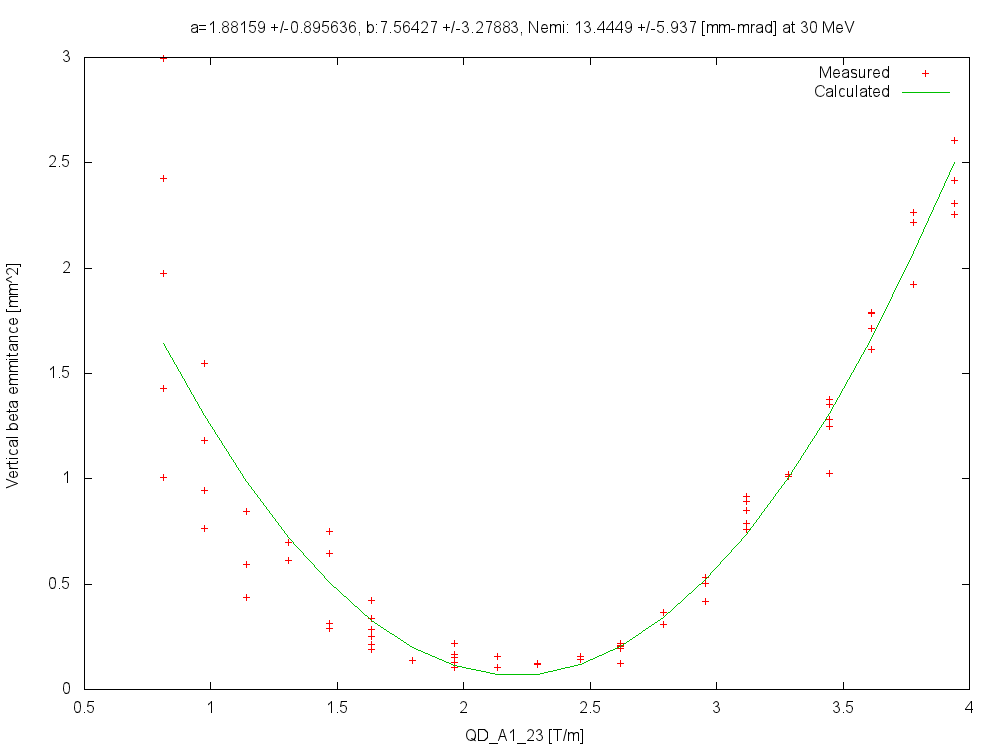 a=1.88159 +/-0.895636, b:7.56427 +/-3.27883, Nemi: 13.4449 +/-5.937 [mm-mrad] at 30 MeV
3
2.5
2
1.5
1
0.5
0
Vertical beta emmitance [mm^2]
Measured
Calculated
0.5 1 1.5 2 2.5 3 3.5 4
QD_A1_23 [T/m]